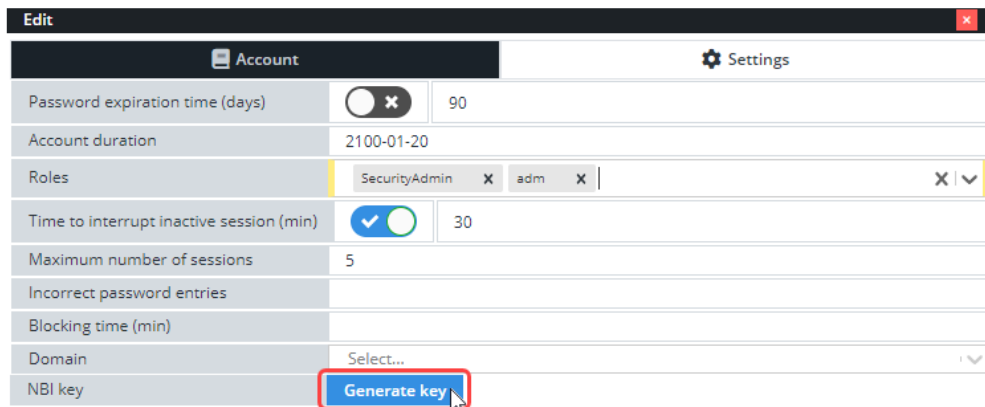 Edit
Account Settings
Password expiration time (days) 90
Account duration 2100-01-20
Roles SecurityAdmin adm
Time to interrupt inactive session (min) 30
Maximum number of sessions 5
Incorrect password entries
Blocking time (min)
Domain Select...
NBI key Generate key